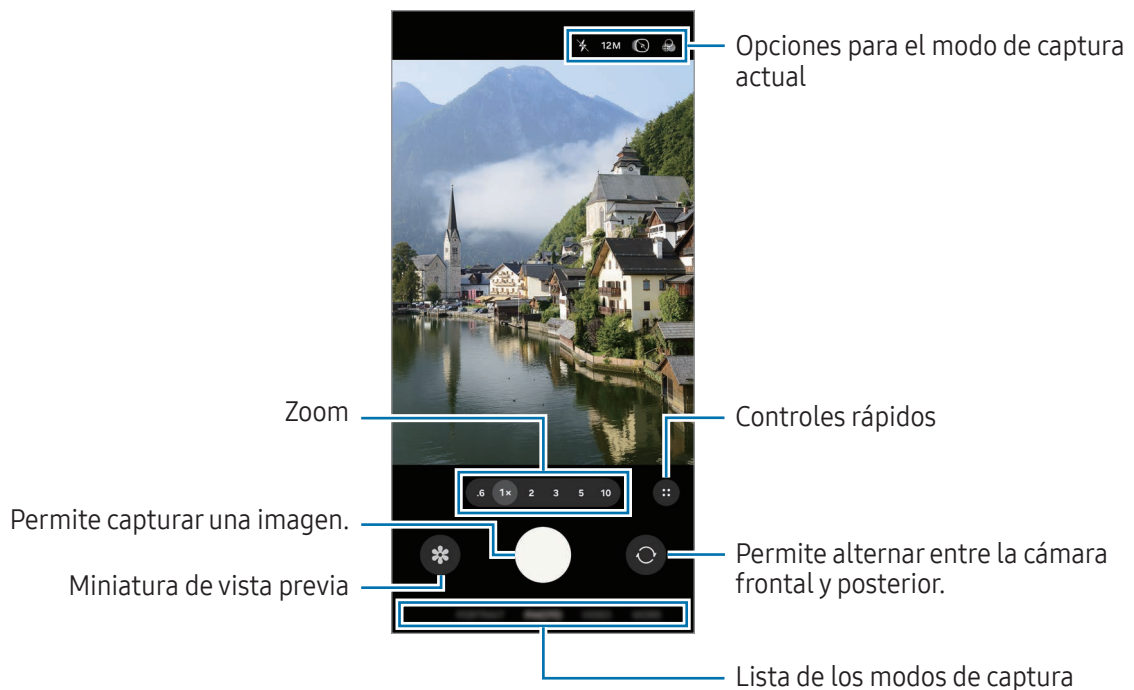 12M
Opciones para el modo de captura
actual
Zoom
Controles rápidos
.6 1× 2 3 5 10
Permite capturar una imagen.
Permite alternar entre la cámara
frontal y posterior.
Miniatura de vista previa
PHOTO
Lista de los modos de captura